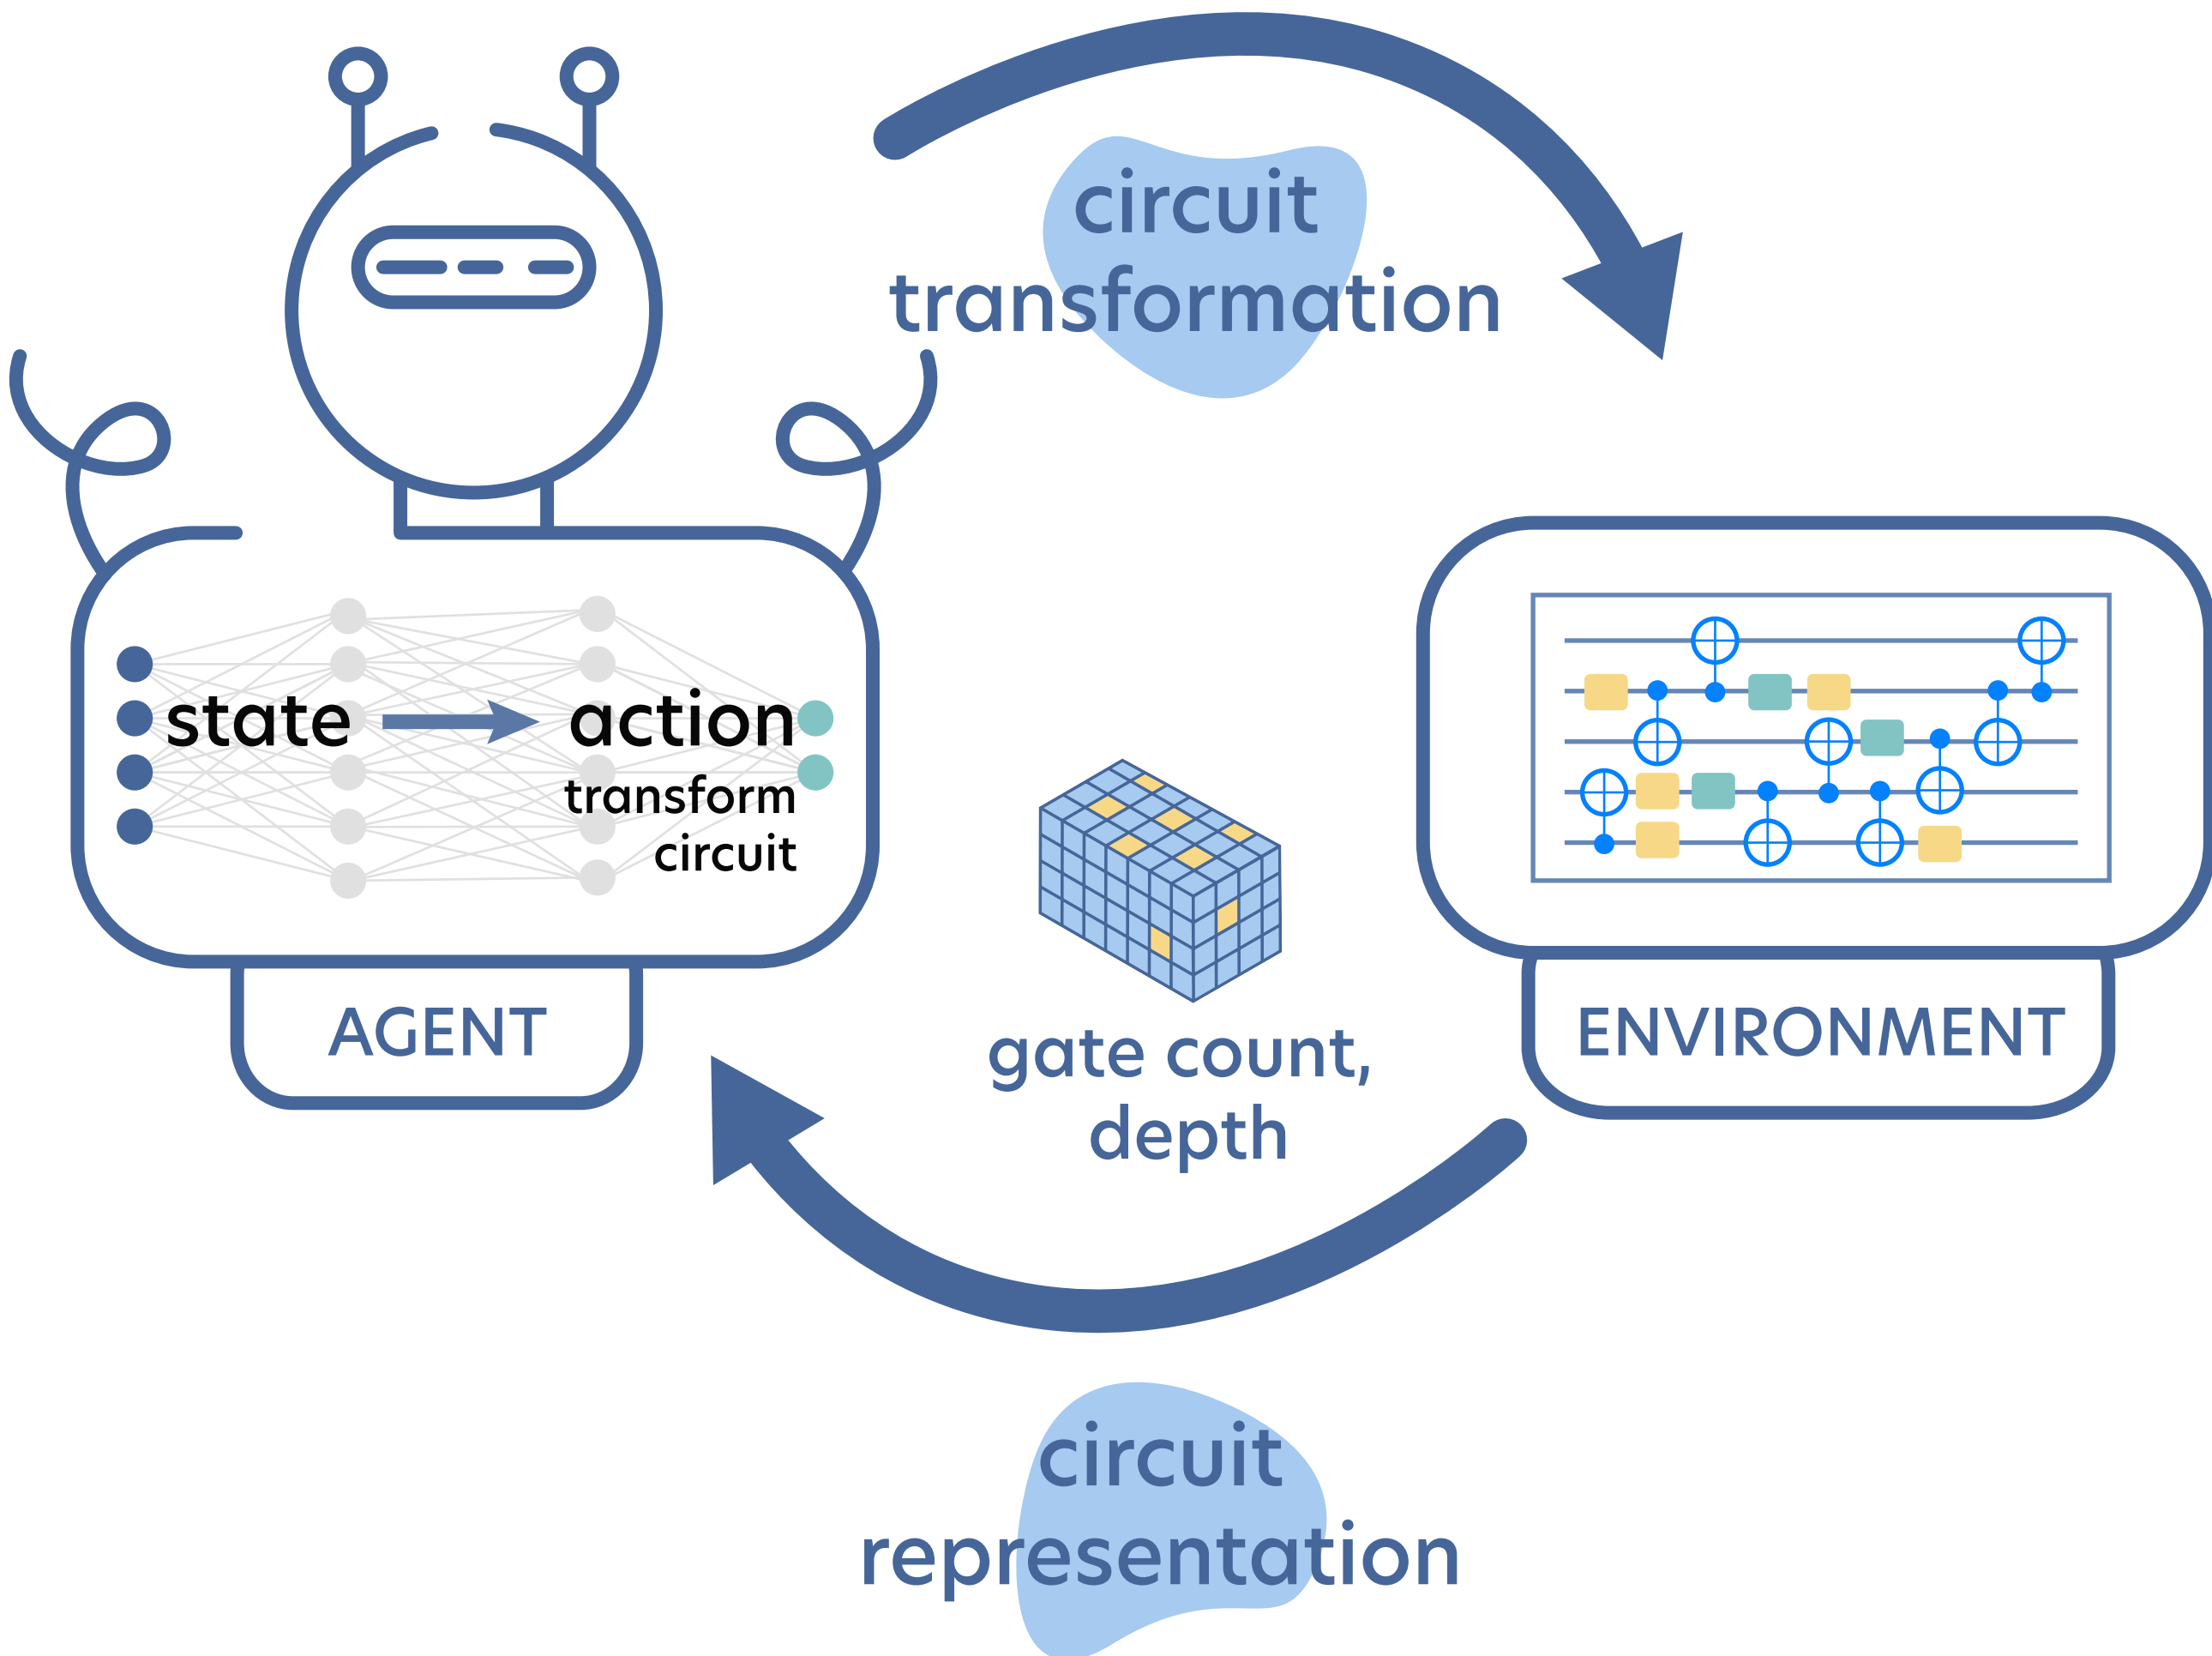 circuit
transformation
state → action
transform
circuit
AGENT
gate count,
depth
ENVIRONMENT
circuit
representation